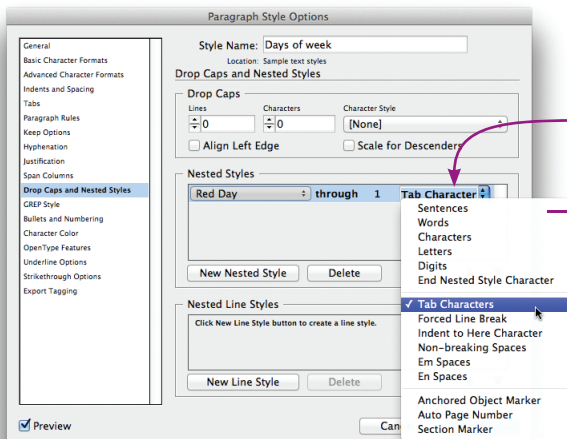 Paragraph Style Options
General
Basic Character Formats
Advanced Character Formats
Indents and Spacing
Tabs
Paragraph Rules
Keep Options
Hyphenation
Justification
Span Columns
Drop Caps and Nested Styles
GREP Style
Bullets and Numbering
Character Color
OpenType Features
Underline Options
Strikethrough Options
Export Tagging
Style Name: Days of week
Location: Sample text styles
Drop Caps and Nested Styles
Drop Caps
Lines Characters Character Style
0 0 [None]
Align Left Edge Scale for Descenders
Nested Styles
Red Day through 1 Tab Character
New Nested Style Delete
Nested Line Styles
Click New Line Style button to create a line style.
New Line Style Delete
Sentences
Words
Characters
Letters
Digits
End Nested Style Character
✓ Tab Characters
Forced Line Break
Indent to Here Character
Non-breaking Spaces
Em Spaces
En Spaces
Anchored Object Marker
Auto Page Number
Section Marker
Preview